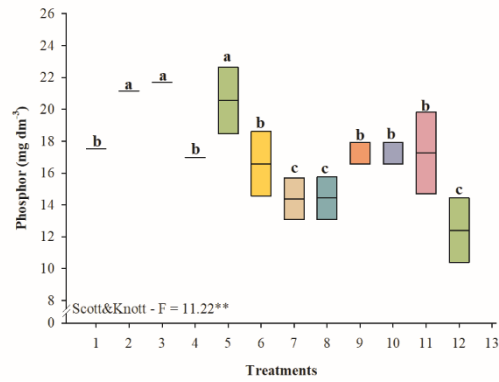 Phosphor (mg dm⁻³)
26
24
22
20
18
16
14
12
10
8
0
b
a
a
b
a
b
c
c
b
b
b
c
Scott&Knott - F = 11.22**
1 2 3 4 5 6 7 8 9 10 11 12 13
Treatments